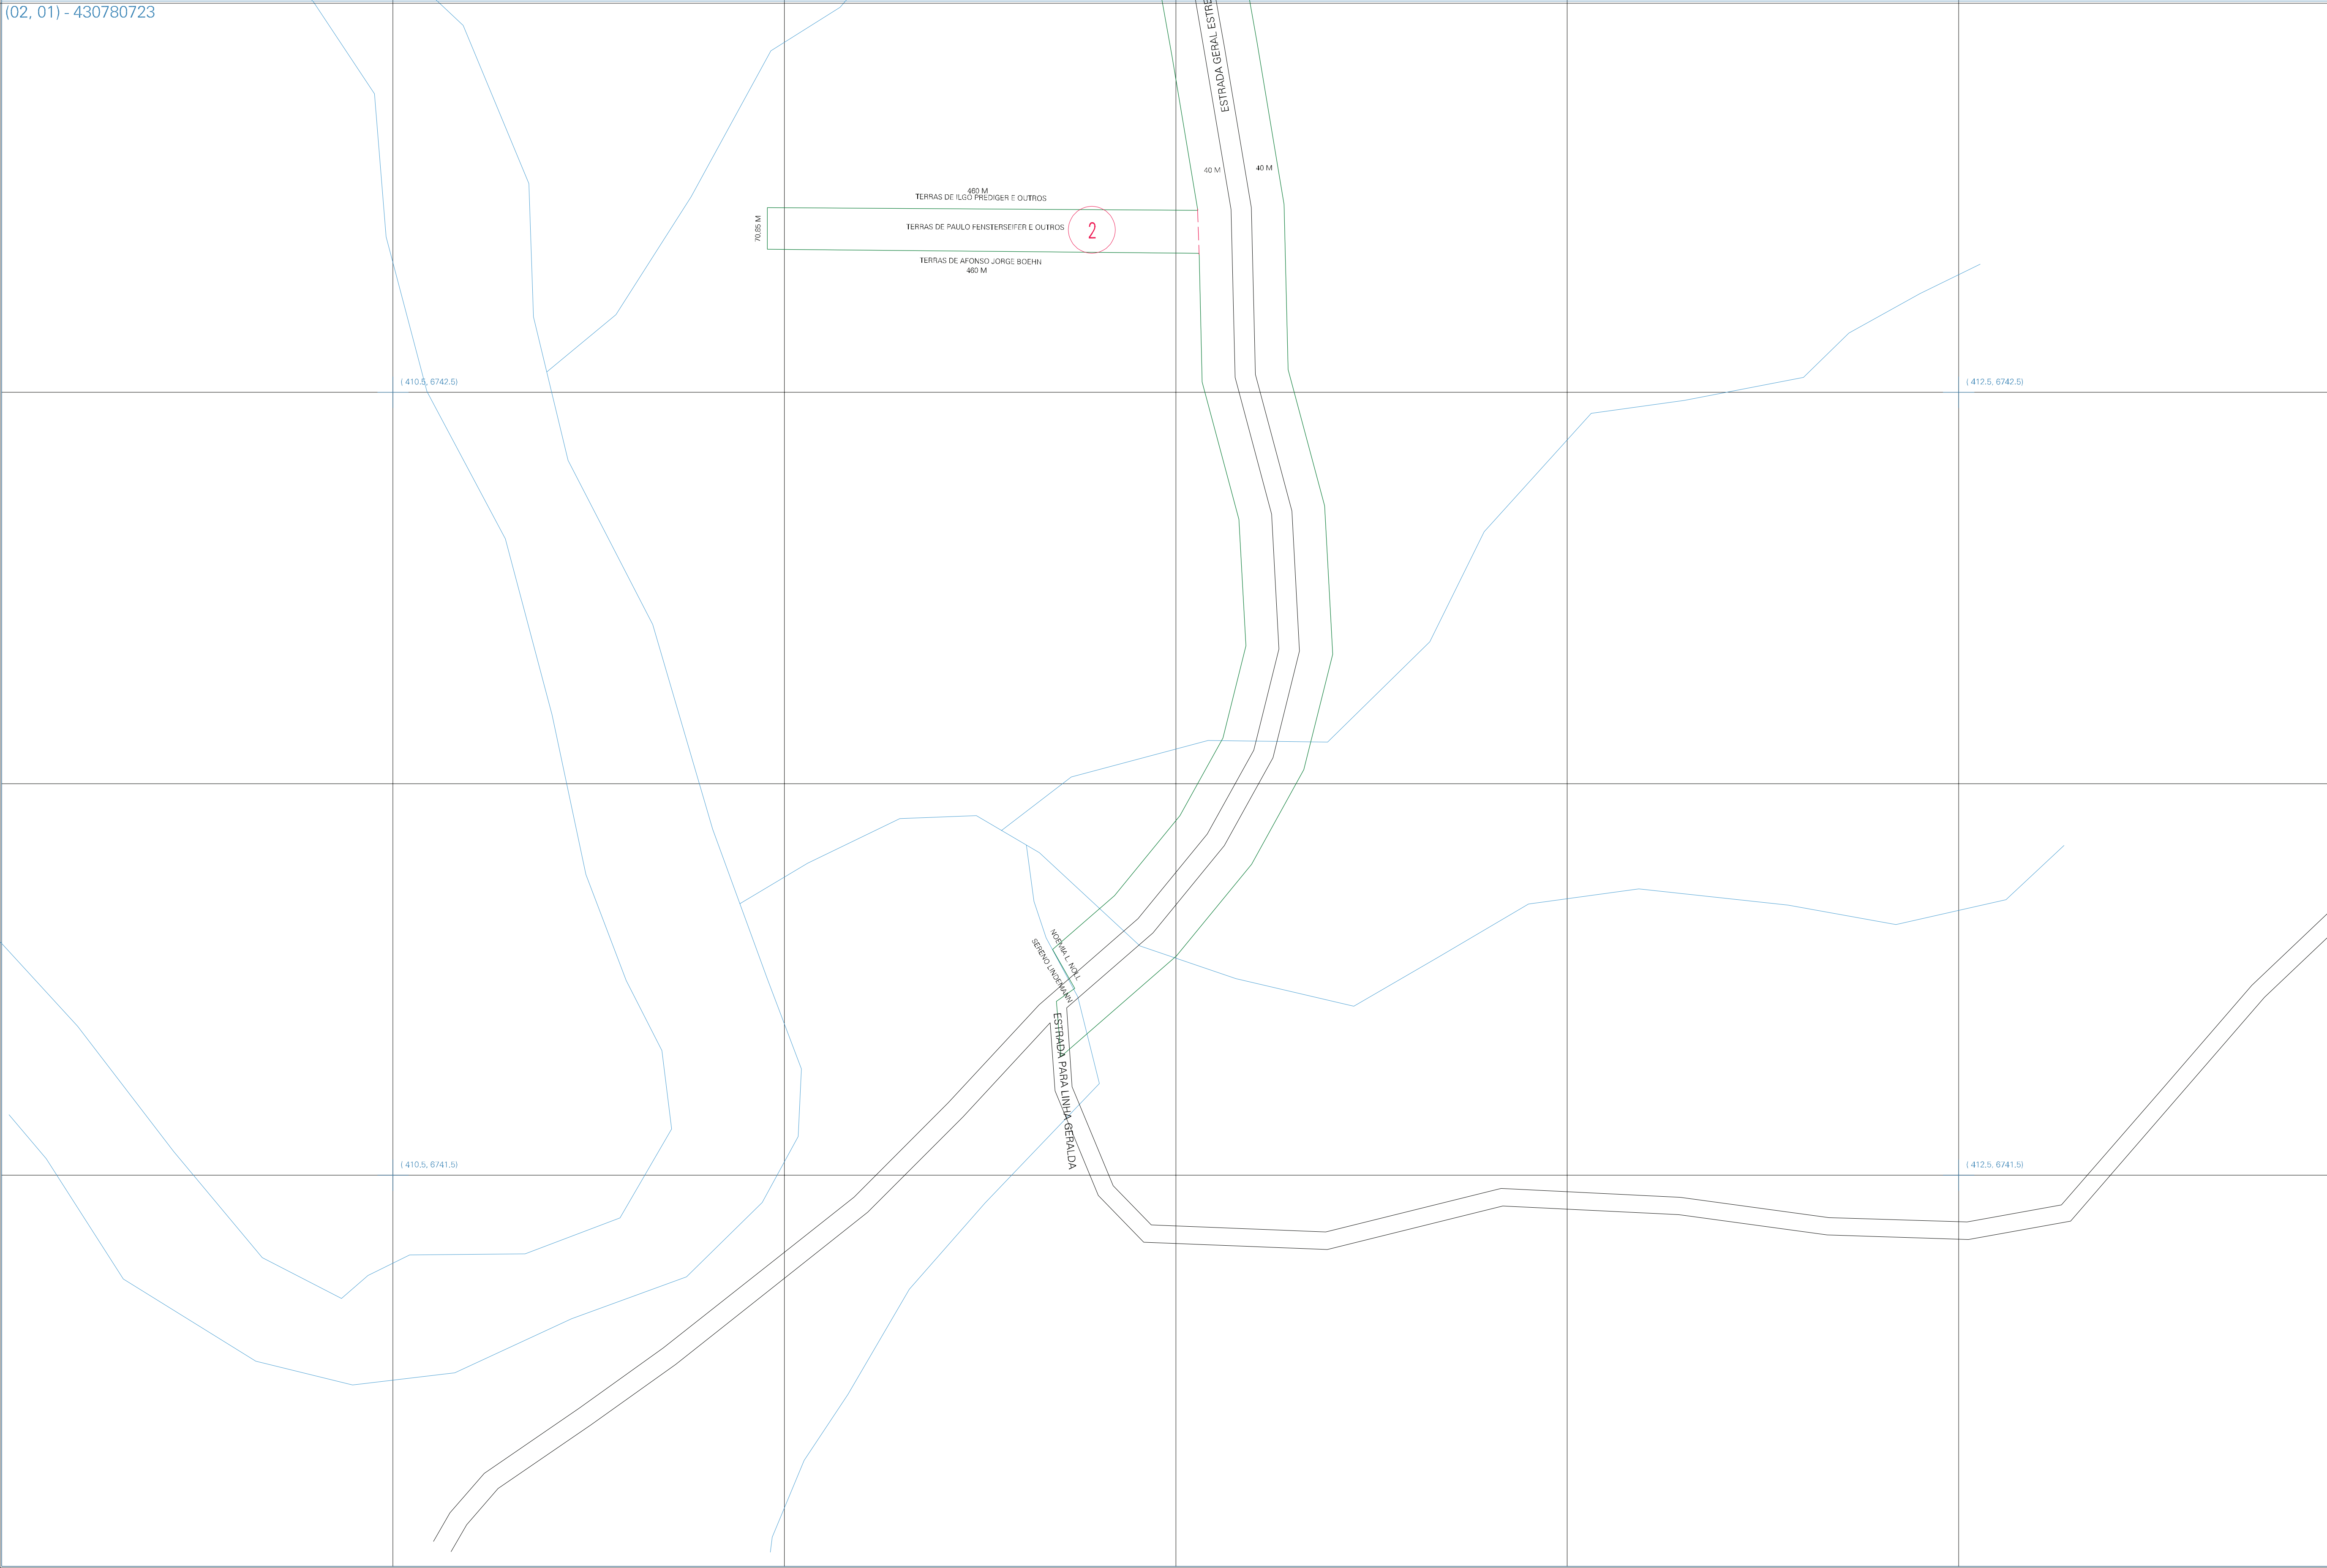 (02, 01) - 430780723
ESTRADA GERAL ESTRE
40 M
40 M
460 M
TERRAS DE ILGO PREDIGER E OUTROS
70,85 M
TERRAS DE PAULO FENSTERSEIFER E OUTROS
2
TERRAS DE AFONSO JORGE BOEHN
460 M
( 410,5, 6742,5)
( 412,5, 6742,5)
NOEMIA L. NOLL
SERENO LINDEMANN
ESTRADA PARA LINHA GERALDA
( 410,5, 6741,5)
( 412,5, 6741,5)